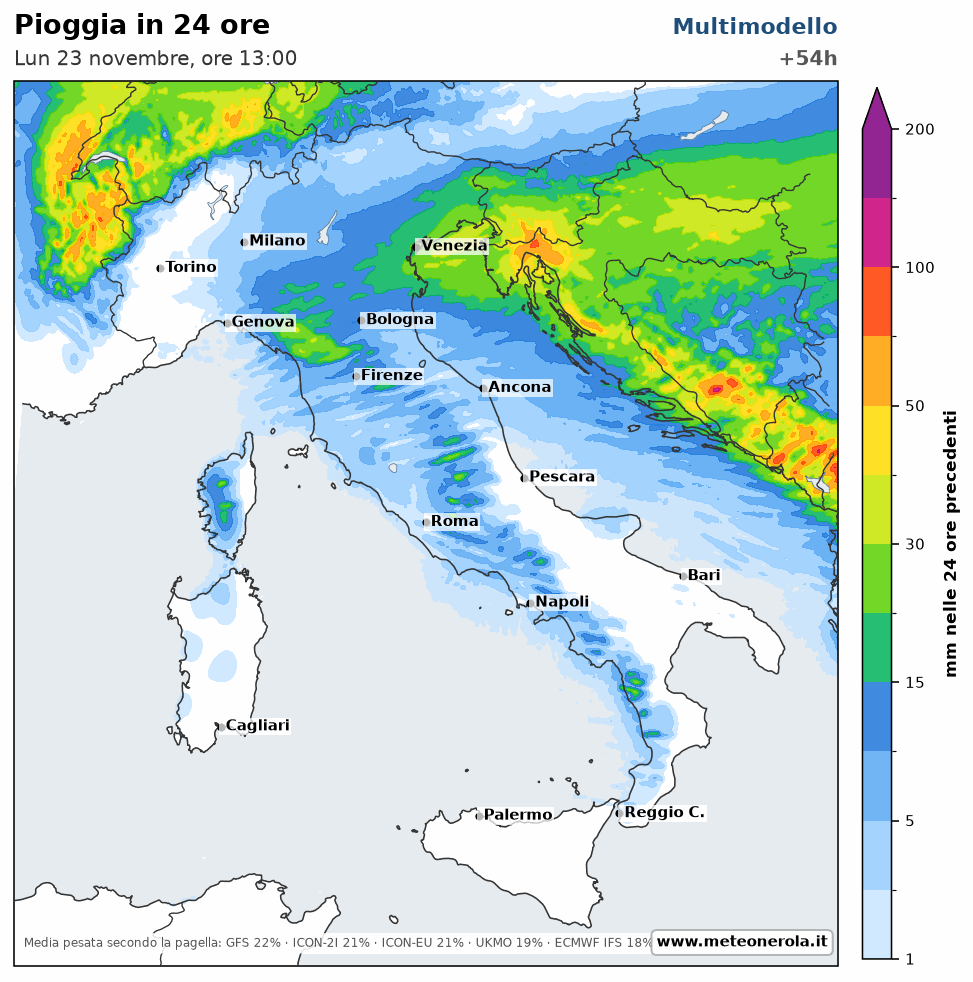 Pioggia in 24 ore
Multimodello
Lun 23 novembre, ore 13:00
+54h
200
100
50
30
15
5
1
mm nelle 24 ore precedenti
Milano
Venezia
Torino
Genova
Bologna
Firenze
Ancona
Pescara
Roma
Bari
Napoli
Cagliari
Palermo
Reggio C.
Media pesata secondo la pagella: GFS 22% · ICON-2I 21% · ICON-EU 21% · UKMO 19% · ECMWF IFS 18%
www.meteonerola.it